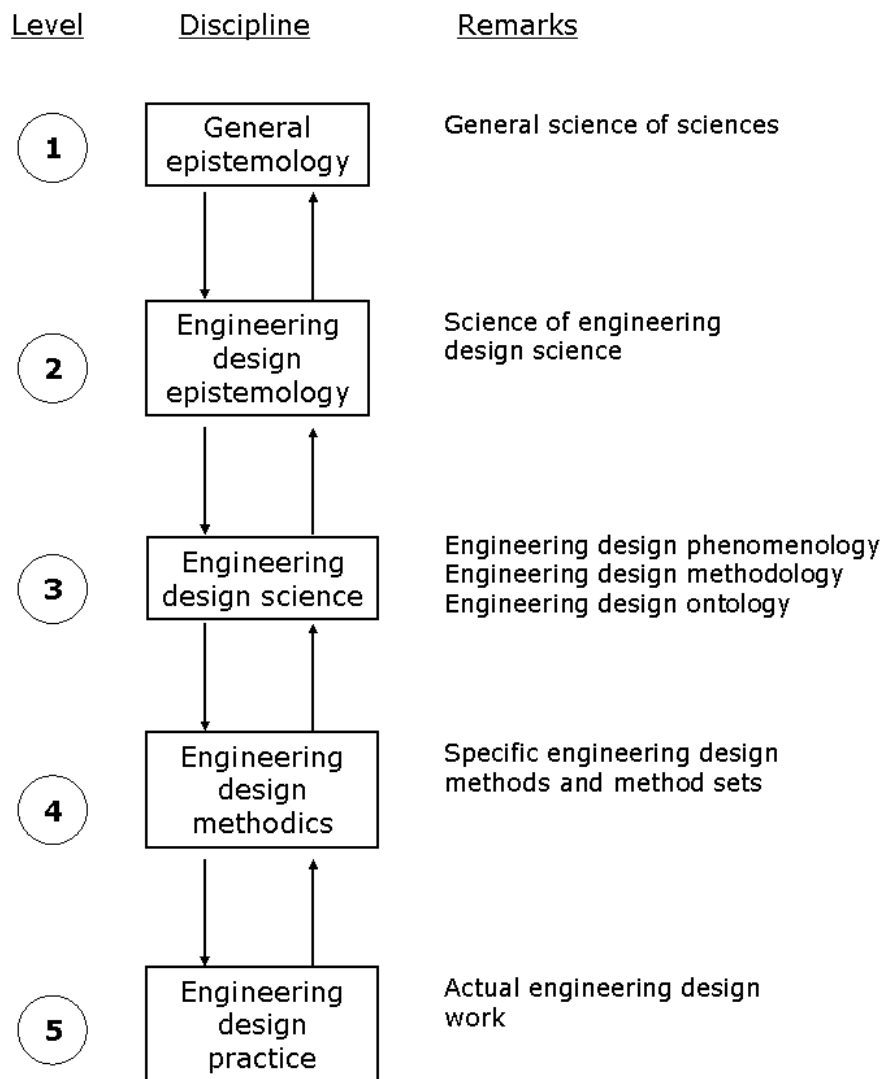 Level Discipline Remarks
1
General
epistemology
General science of sciences
2
Engineering
design
epistemology
Science of engineering
design science
3
Engineering
design science
Engineering design phenomenology
Engineering design methodology
Engineering design ontology
4
Engineering
design
methodics
Specific engineering design
methods and method sets
5
Engineering
design
practice
Actual engineering design
work